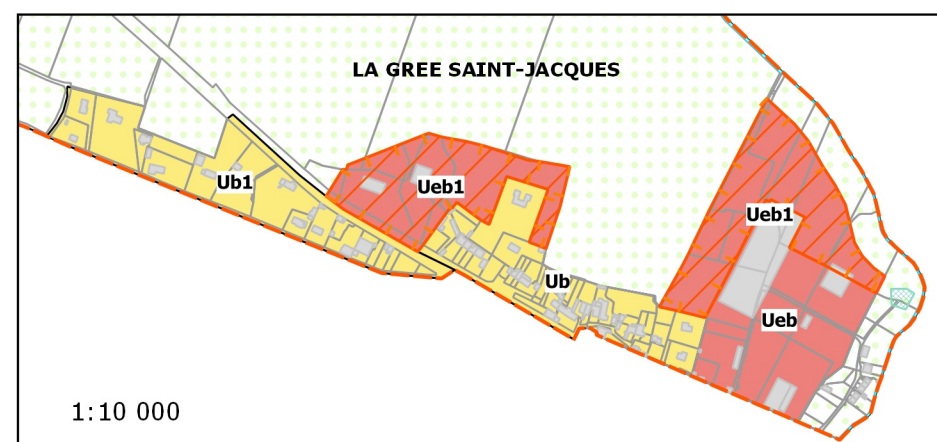 LA GREE SAINT-JACQUES
Ub1
Ueb1
Ueb1
Ub
Ueb
1:10 000